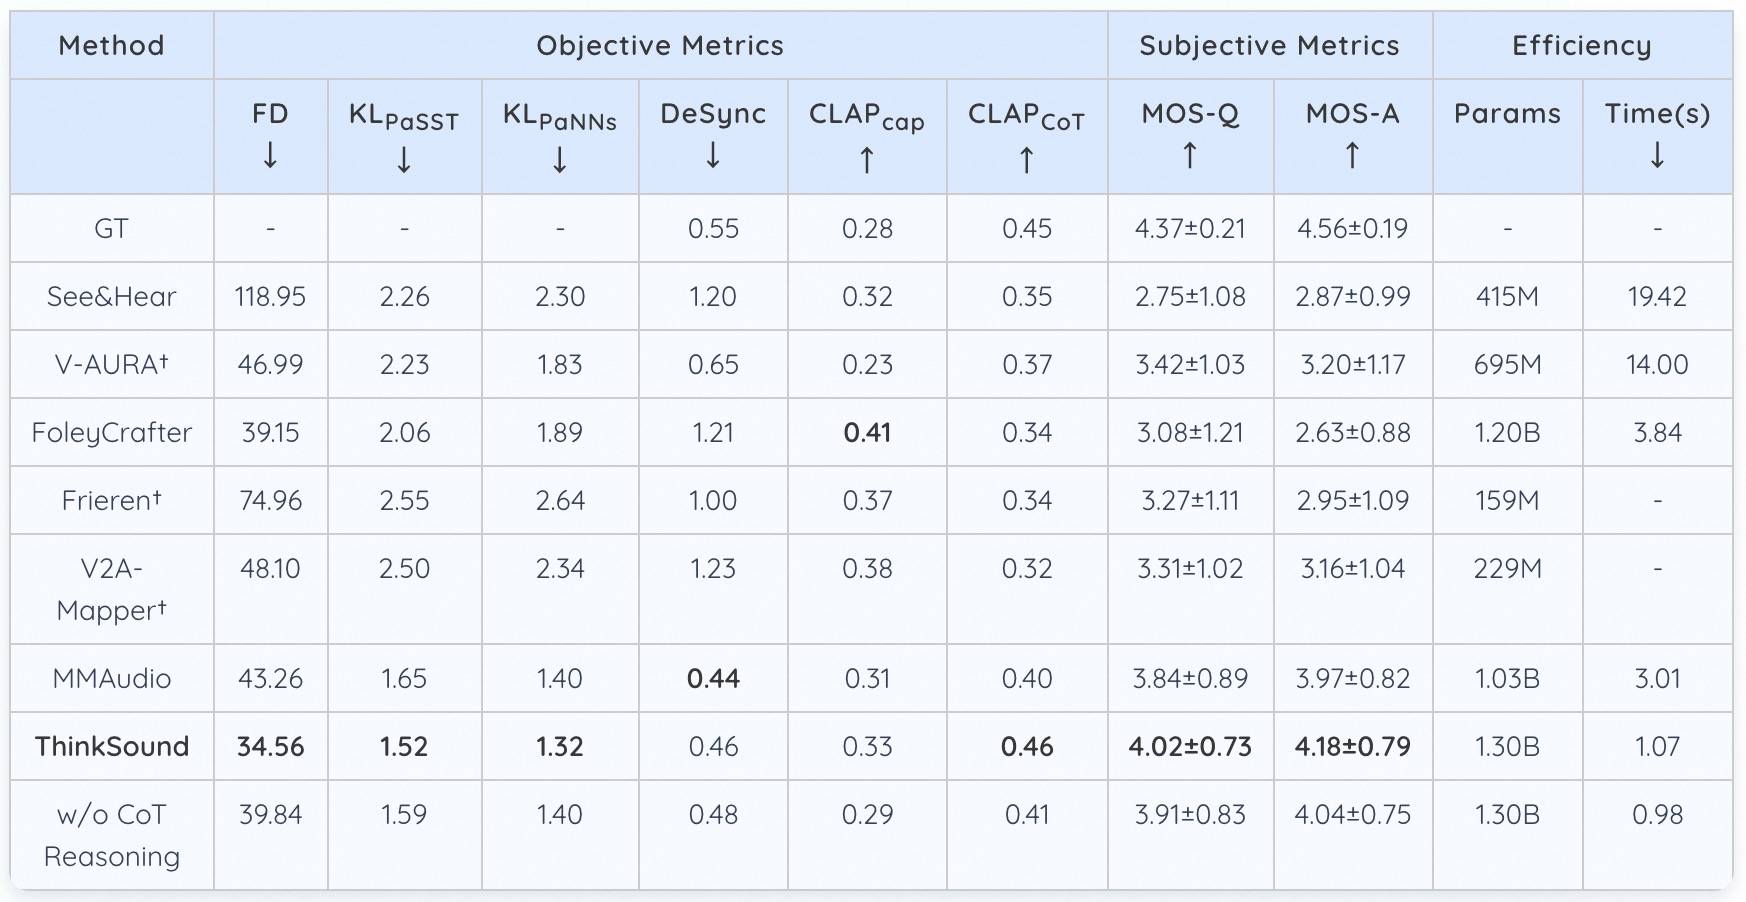 Method Objective Metrics Subjective Metrics Efficiency
FD ↓ KL_PaSST ↓ KL_PaNNs ↓ DeSync ↓ CLAP_cap ↑ CLAP_CoT ↑ MOS-Q ↑ MOS-A ↑ Params Time(s) ↓
GT - - - 0.55 0.28 0.45 4.37±0.21 4.56±0.19 - -
See&Hear 118.95 2.26 2.30 1.20 0.32 0.35 2.75±1.08 2.87±0.99 415M 19.42
V-AURA† 46.99 2.23 1.83 0.65 0.23 0.37 3.42±1.03 3.20±1.17 695M 14.00
FoleyCrafter 39.15 2.06 1.89 1.21 0.41 0.34 3.08±1.21 2.63±0.88 1.20B 3.84
Frieren† 74.96 2.55 2.64 1.00 0.37 0.34 3.27±1.11 2.95±1.09 159M -
V2A-
Mapper† 48.10 2.50 2.34 1.23 0.38 0.32 3.31±1.02 3.16±1.04 229M -
MMAudio 43.26 1.65 1.40 0.44 0.31 0.40 3.84±0.89 3.97±0.82 1.03B 3.01
ThinkSound 34.56 1.52 1.32 0.46 0.33 0.46 4.02±0.73 4.18±0.79 1.30B 1.07
w/o CoT
Reasoning 39.84 1.59 1.40 0.48 0.29 0.41 3.91±0.83 4.04±0.75 1.30B 0.98